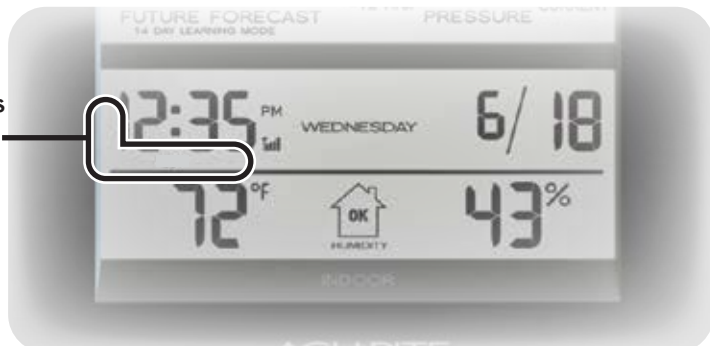 FUTURE FORECAST
PRESSURE
14 DAY LEARNING MODE
12:35 PM WEDNESDAY 6/18
72°F OK 43%
HUMIDITY
INDOOR